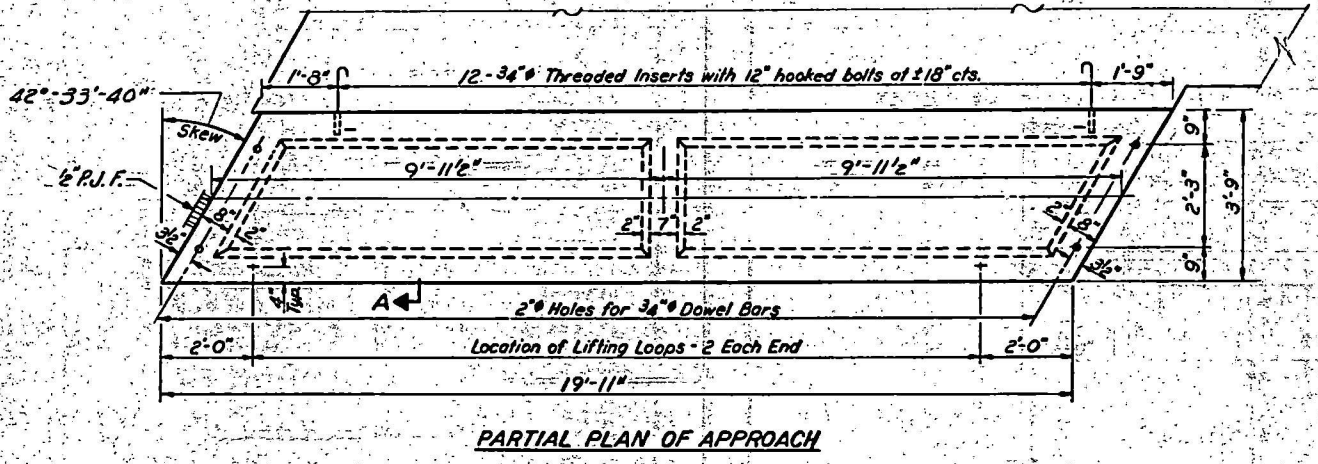 1'-8" 12-3/4"φ Threaded Inserts with 12" hooked bolts at ±18" cts. 1'-9"
42°-33'-40"
Skew
9"
9'-11 1/2" 9'-11 1/2"
2'-3" 3'-9"
1/2" P.J.F.
8" 2" 2" 7" 2" 2" 8"
3 1/2" 3 1/2"
9"
4" Typ.
A
2"φ Holes for 3/4"φ Dowel Bars
2'-0" Location of Lifting Loops - 2 Each End 2'-0"
19'-11"
PARTIAL PLAN OF APPROACH